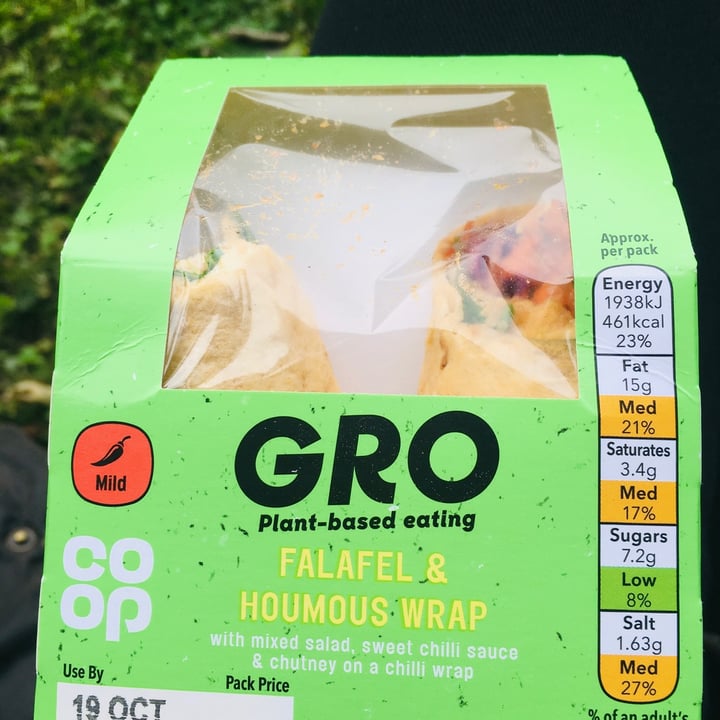 Approx.
per pack
Energy
1938kJ
461kcal
23%
Fat
15g
Med
21%
Saturates
3.4g
Med
17%
Sugars
7.2g
Low
8%
Salt
1.63g
Med
27%
% of an adult's
Mild
GRO
Plant-based eating
CO
OP
FALAFEL &
HOUMOUS WRAP
with mixed salad, sweet chilli sauce
& chutney on a chilli wrap
Use By
Pack Price
19 OCT